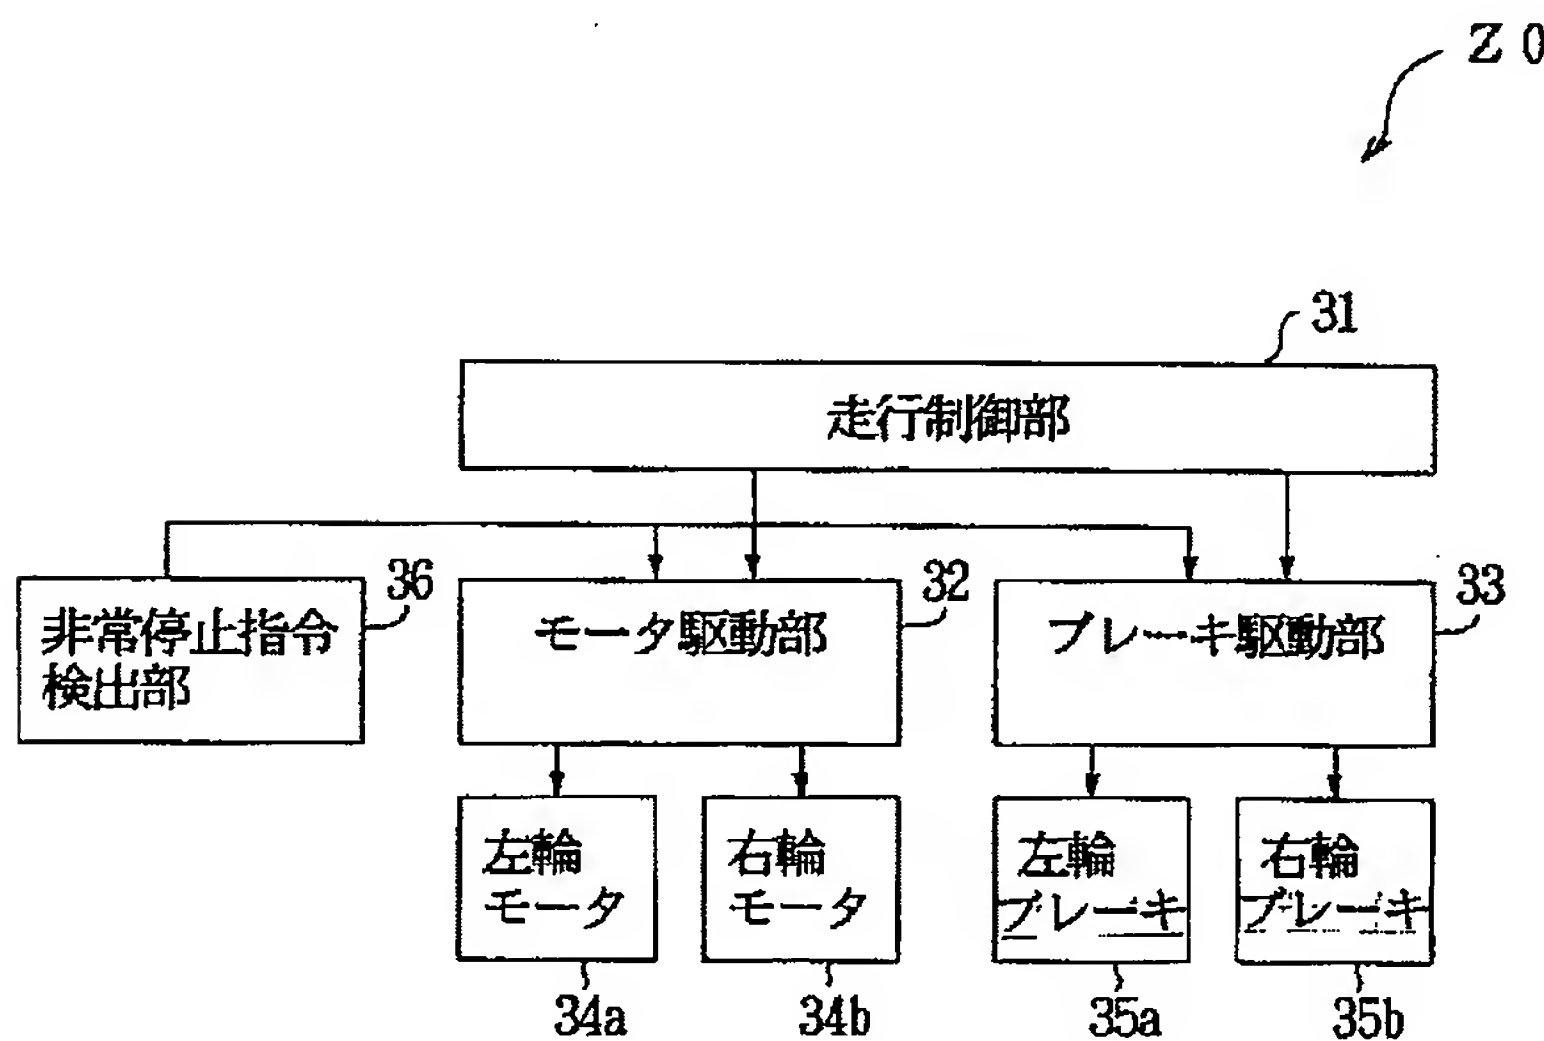 Z0
31
走行制御部
36
32
33
非常停止指令
検出部
モータ駆動部
ブレーキ駆動部
左輪
モータ
右輪
モータ
左輪
ブレーキ
右輪
ブレーキ
34a
34b
35a
35b